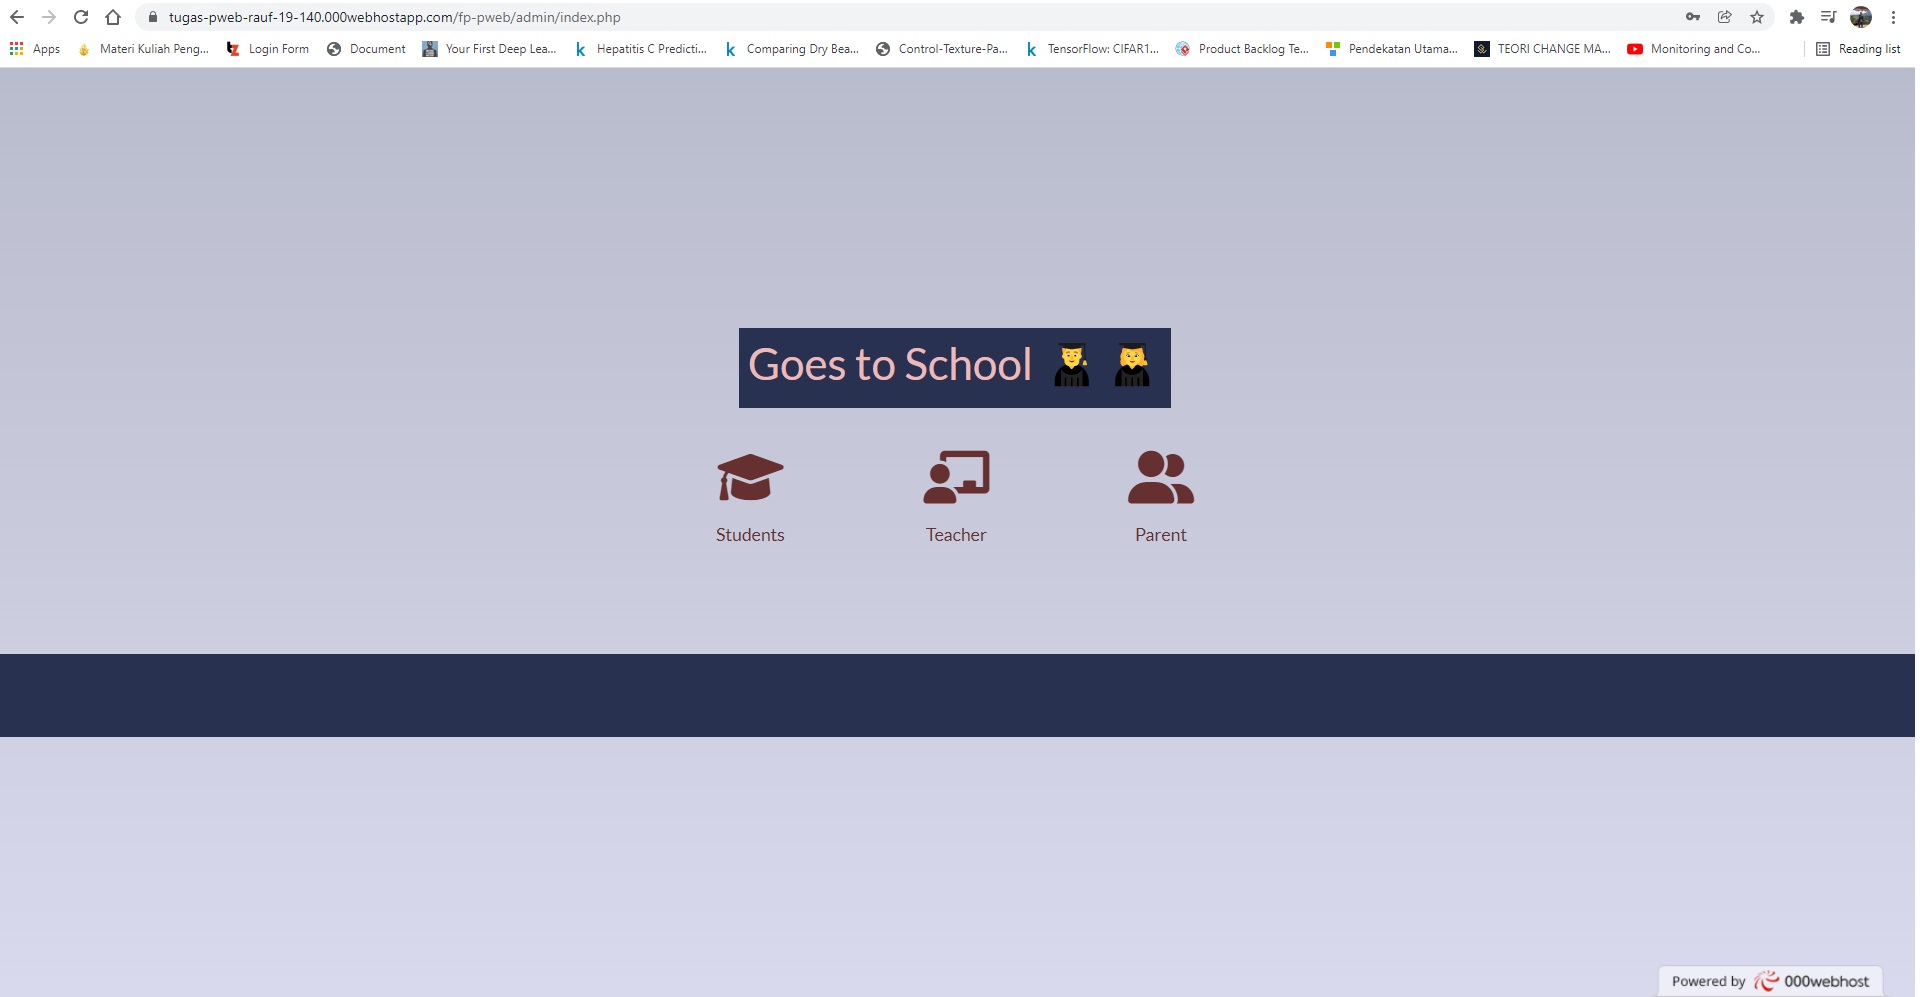 tugas-pweb-rauf-19-140.000webhostapp.com/fp-pweb/admin/index.php
Apps Materi Kuliah Peng... Login Form Document Your First Deep Lea... Hepatitis C Predicti... Comparing Dry Bea... Control-Texture-Pa... TensorFlow: CIFAR1... Product Backlog Te... Pendekatan Utama... TEORI CHANGE MA... Monitoring and Co... Reading list
Goes to School
Students Teacher Parent
Powered by 000webhost